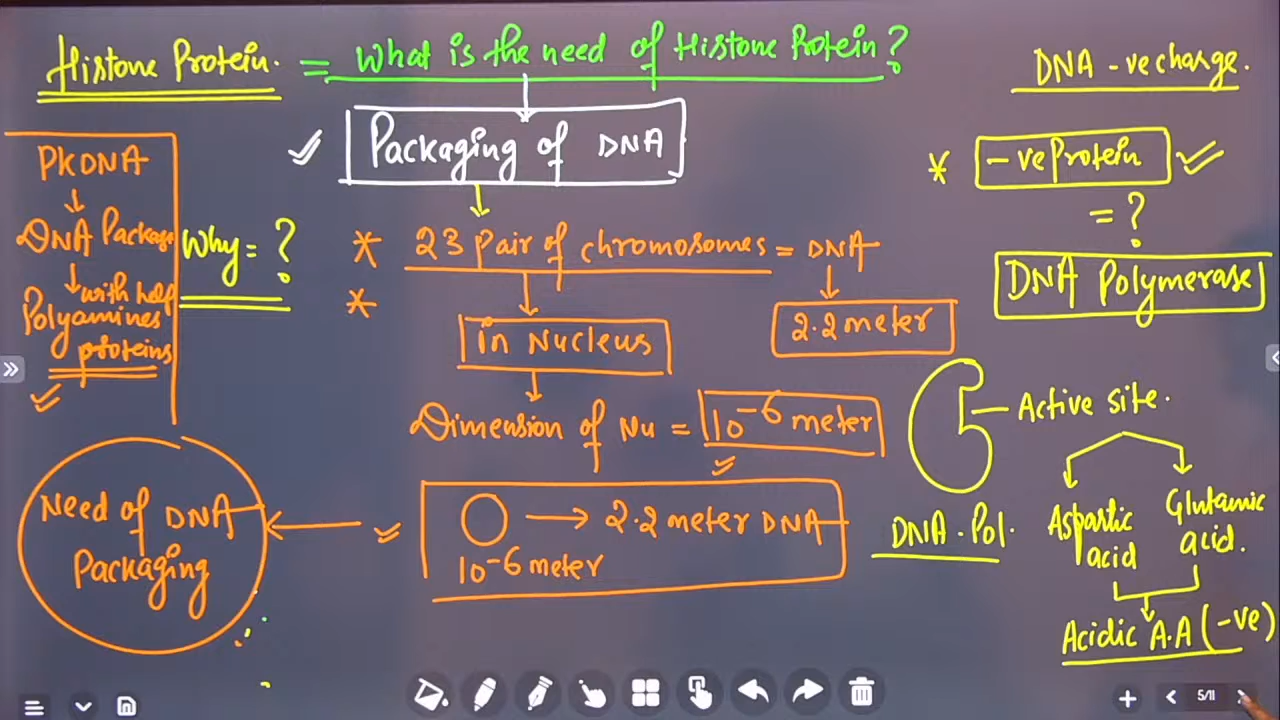 Histone Protein. = What is the need of Histone Protein?
Packaging of DNA
PKDNA
DNA Package
with help
Polyamines
proteins
Why = ?
* 23 pair of chromosomes = DNA
*
2.2 meter
in Nucleus
Dimension of Nu = 10-6 meter
2.2 meter DNA
10-6 meter
Need of DNA
Packaging
DNA -ve charge.
* -ve Protein
= ?
DNA Polymerase
Active site.
DNA. Pol.
Aspartic
acid
Glutamic
acid.
Acidic A.A (-ve)
5/11